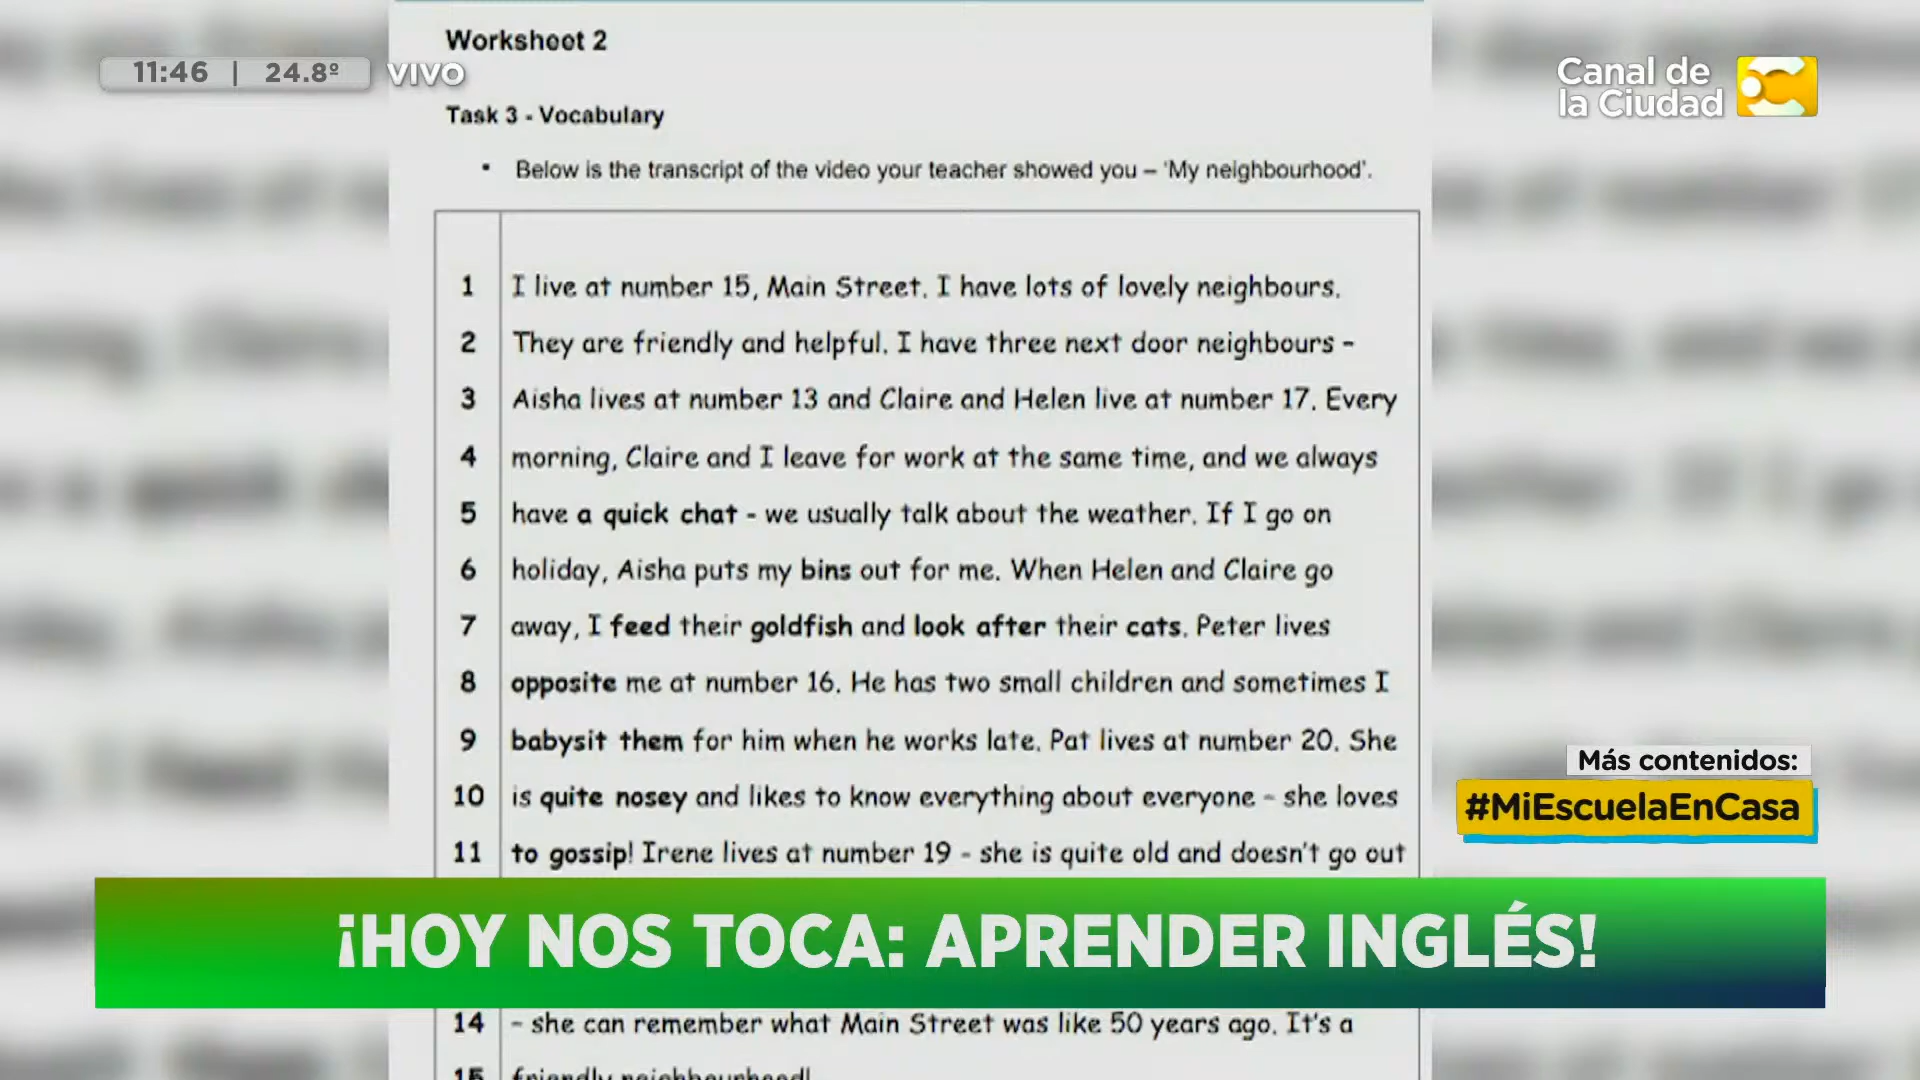 Worksheet 2
11:46 | 24.8º VIVO
Canal de
la Ciudad
Task 3 - Vocabulary
• Below is the transcript of the video your teacher showed you – ‘My neighbourhood’.
1 I live at number 15, Main Street. I have lots of lovely neighbours.
2 They are friendly and helpful. I have three next door neighbours -
3 Aisha lives at number 13 and Claire and Helen live at number 17. Every
4 morning, Claire and I leave for work at the same time, and we always
5 have a quick chat - we usually talk about the weather. If I go on
6 holiday, Aisha puts my bins out for me. When Helen and Claire go
7 away, I feed their goldfish and look after their cats. Peter lives
8 opposite me at number 16. He has two small children and sometimes I
9 babysit them for him when he works late. Pat lives at number 20. She
10 is quite nosey and likes to know everything about everyone - she loves
11 to gossip! Irene lives at number 19 - she is quite old and doesn't go out
Más contenidos:
#MiEscuelaEnCasa
¡HOY NOS TOCA: APRENDER INGLÉS!
14 - she can remember what Main Street was like 50 years ago. It's a
15 friendly neighbourhood!